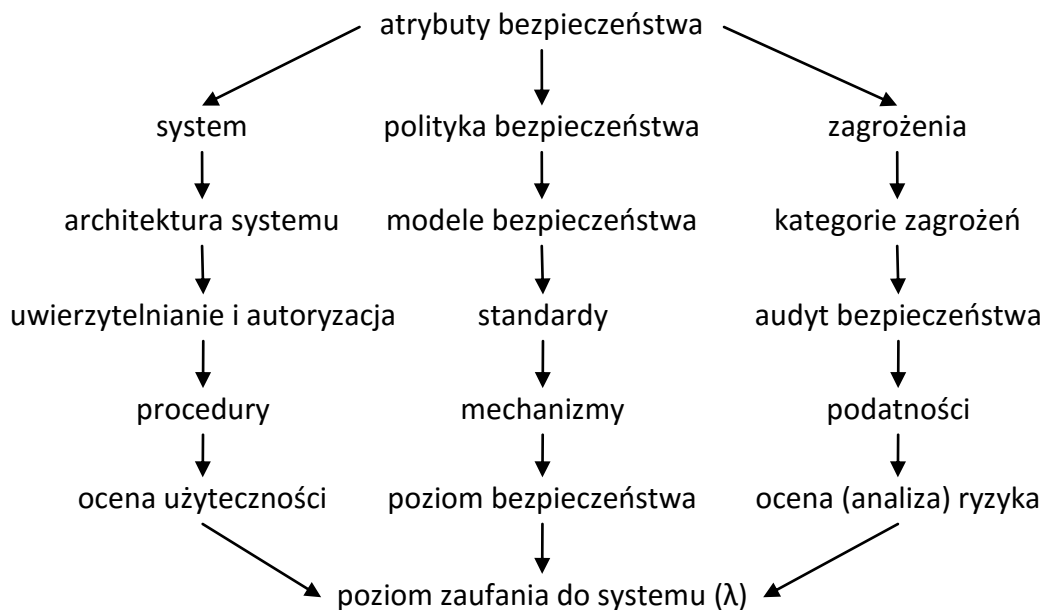 atrybuty bezpieczeństwa
system polityka bezpieczeństwa zagrożenia
architektura systemu modele bezpieczeństwa kategorie zagrożeń
uwierzytelnianie i autoryzacja standardy audyt bezpieczeństwa
procedury mechanizmy podatności
ocena użyteczności poziom bezpieczeństwa ocena (analiza) ryzyka
poziom zaufania do systemu (λ)